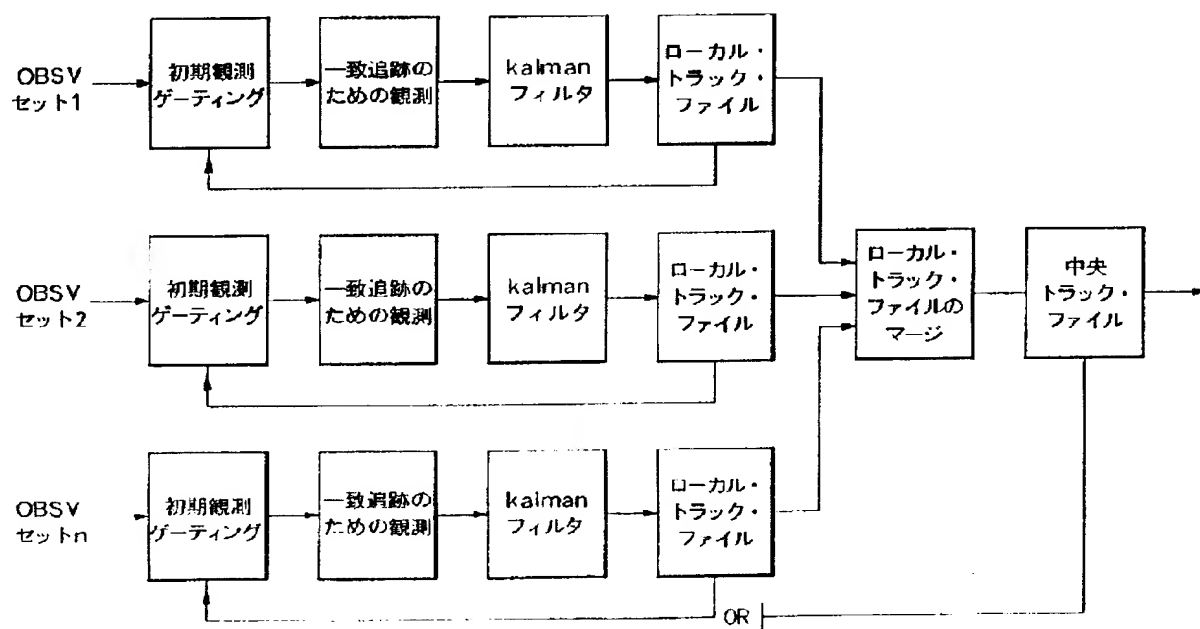 OBSV
セット1
初期観測
ゲーティング
一致追跡の
ための観測
kalman
フィルタ
ローカル・
トラック・
ファイル
OBSV
セット2
初期観測
ゲーティング
一致追跡の
ための観測
kalman
フィルタ
ローカル・
トラック・
ファイル
ローカル・
トラック・
ファイルの
マージ
中央
トラック・
ファイル
OBSV
セットn
初期観測
ゲーティング
一致追跡の
ための観測
kalman
フィルタ
ローカル・
トラック・
ファイル
OR